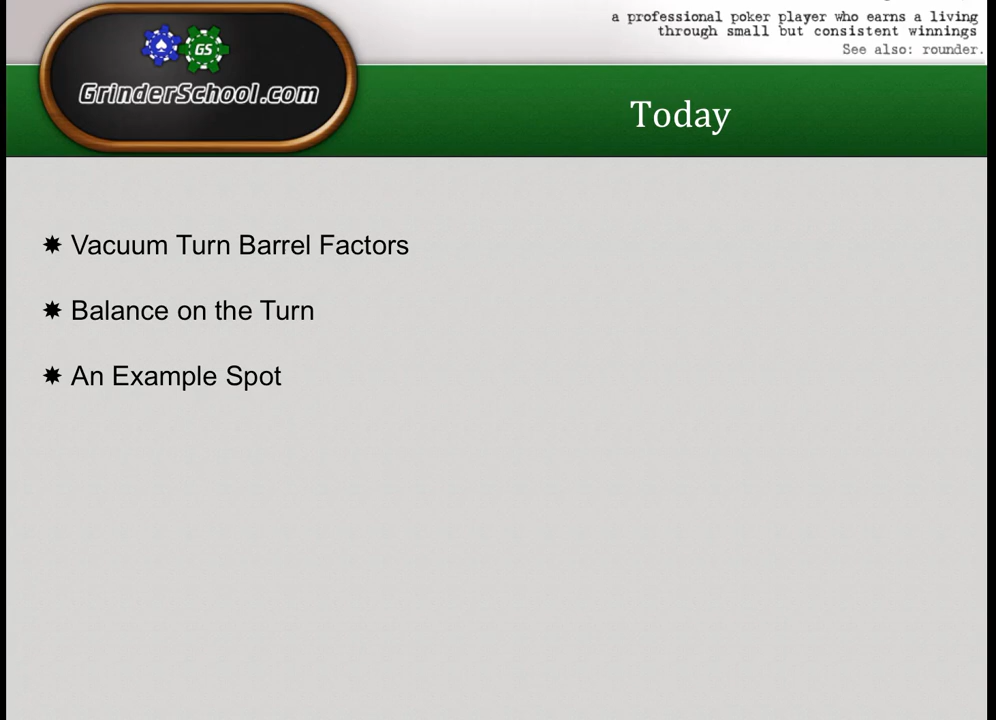 a professional poker player who earns a living
through small but consistent winnings
See also: rounder.
GS
GrinderSchool.com
Today
Vacuum Turn Barrel Factors
Balance on the Turn
An Example Spot